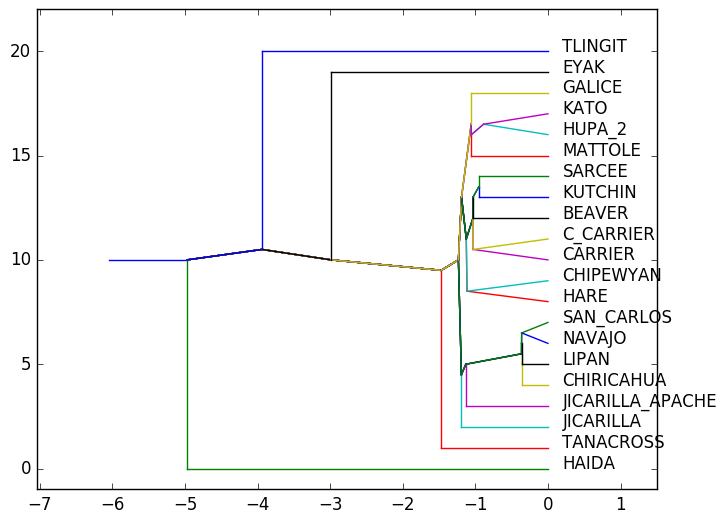 20
15
10
5
0
TLINGIT
EYAK
GALICE
KATO
HUPA_2
MATTOLE
SARCEE
KUTCHIN
BEAVER
C_CARRIER
CARRIER
CHIPEWYAN
HARE
SAN_CARLOS
NAVAJO
LIPAN
CHIRICAHUA
JICARILLA_APACHE
JICARILLA
TANACROSS
HAIDA
−7 −6 −5 −4 −3 −2 −1 0 1